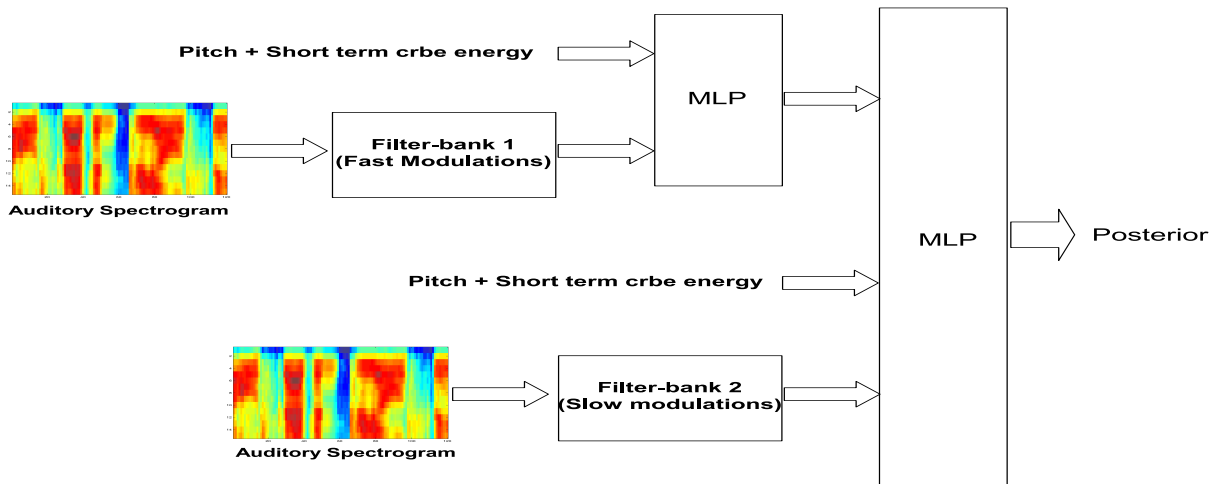 Pitch + Short term crbe energy
MLP
Filter-bank 1
(Fast Modulations)
Auditory Spectrogram
MLP
Posterior
Pitch + Short term crbe energy
Filter-bank 2
(Slow modulations)
Auditory Spectrogram